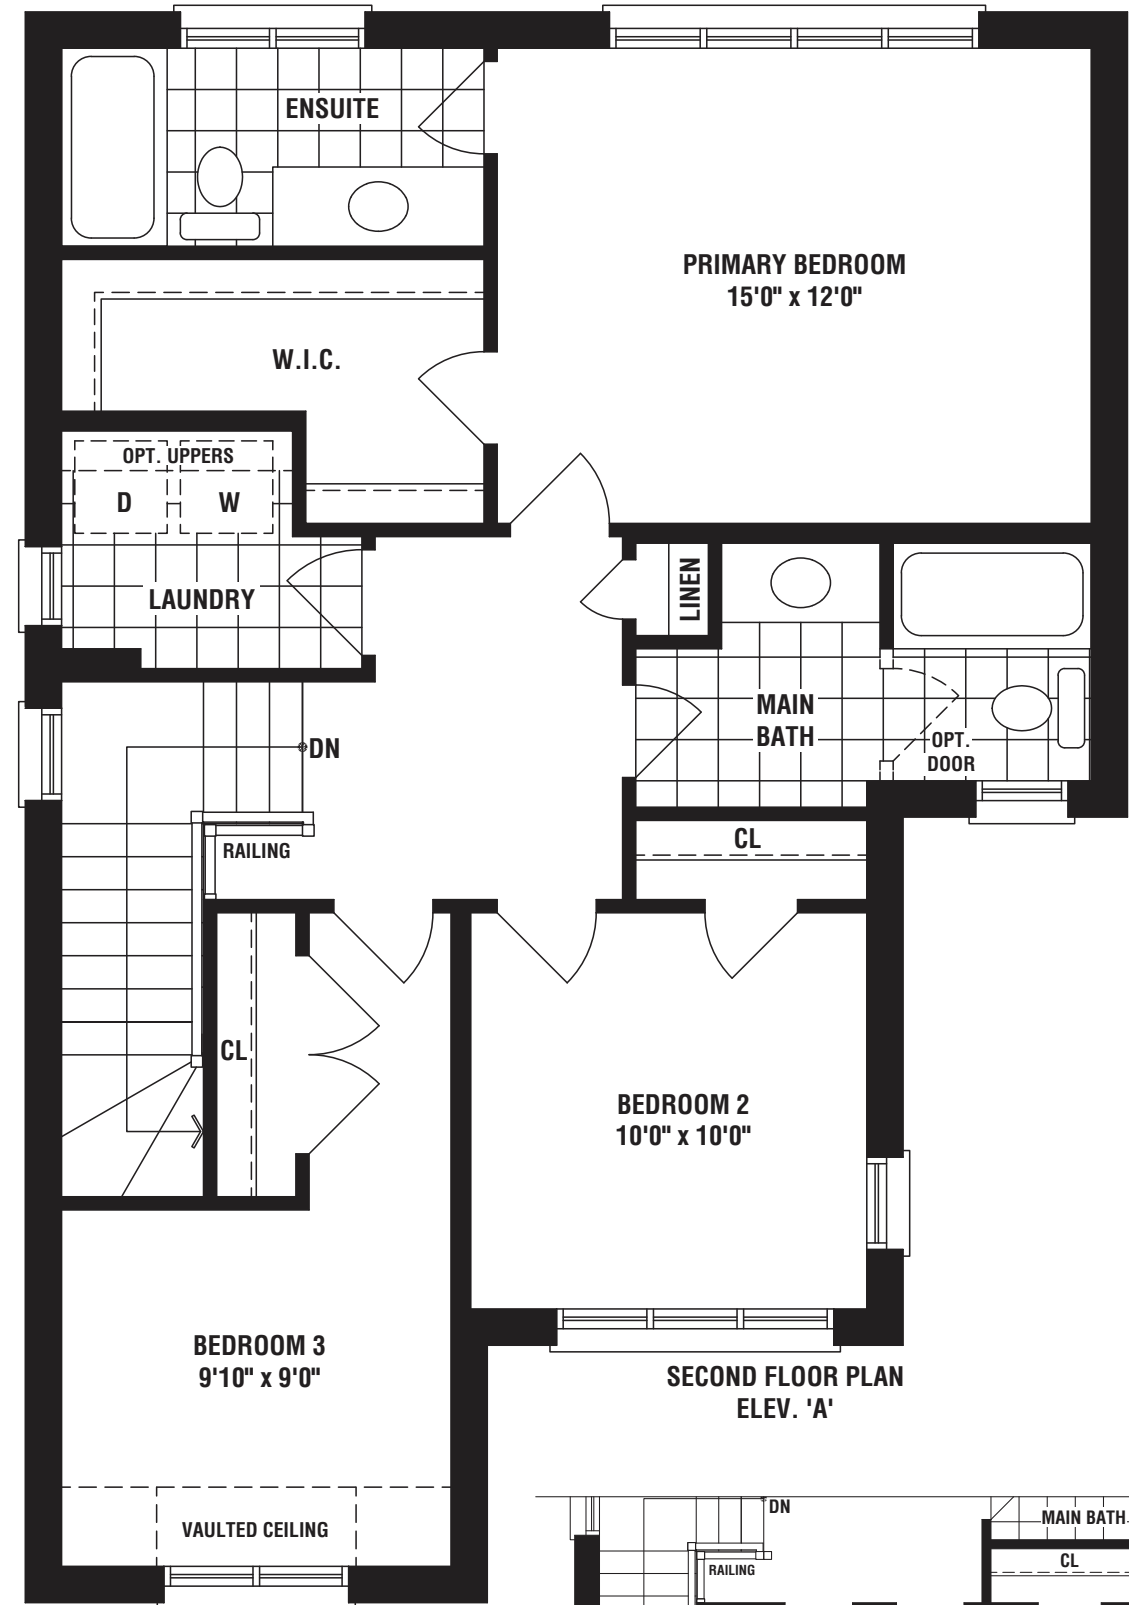 ENSUITE
PRIMARY BEDROOM
15'0" x 12'0"
W.I.C.
OPT. UPPERS
D
W
LAUNDRY
LINEN
MAIN
BATH
OPT.
DOOR
DN
RAILING
CL
CL
BEDROOM 2
10'0" x 10'0"
BEDROOM 3
9'10" x 9'0"
SECOND FLOOR PLAN
ELEV. 'A'
VAULTED CEILING
DN
MAIN BATH
RAILING
CL